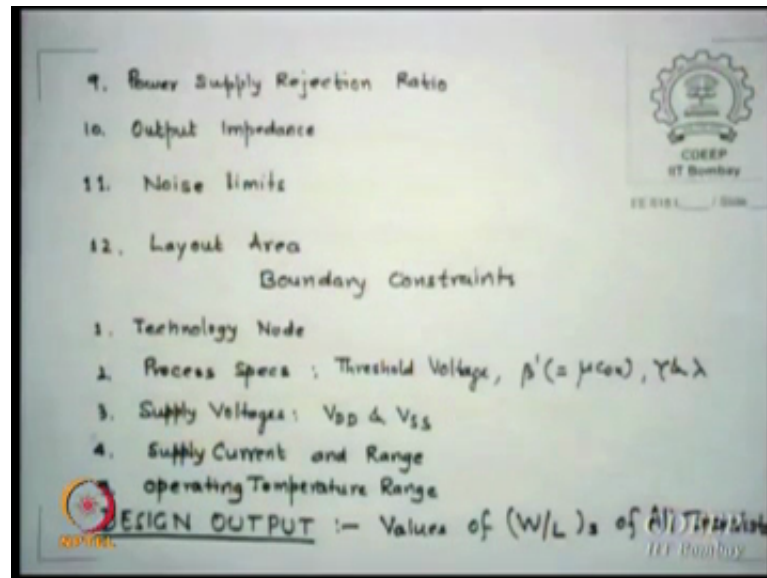 9. Power Supply Rejection Ratio
10. Output Impedance
11. Noise limits
12. Layout Area
Boundary Constraints
1. Technology Node
2. Process Specs : Threshold Voltage, β'(= μcox), γ & λ
3. Supply Voltages: VDD & VSS
4. Supply Current and Range
operating Temperature Range
DESIGN OUTPUT :- Values of (W/L)s of All Transistors
CDEEP
IIT Bombay
/ Slide
NPTEL
IIT Bombay